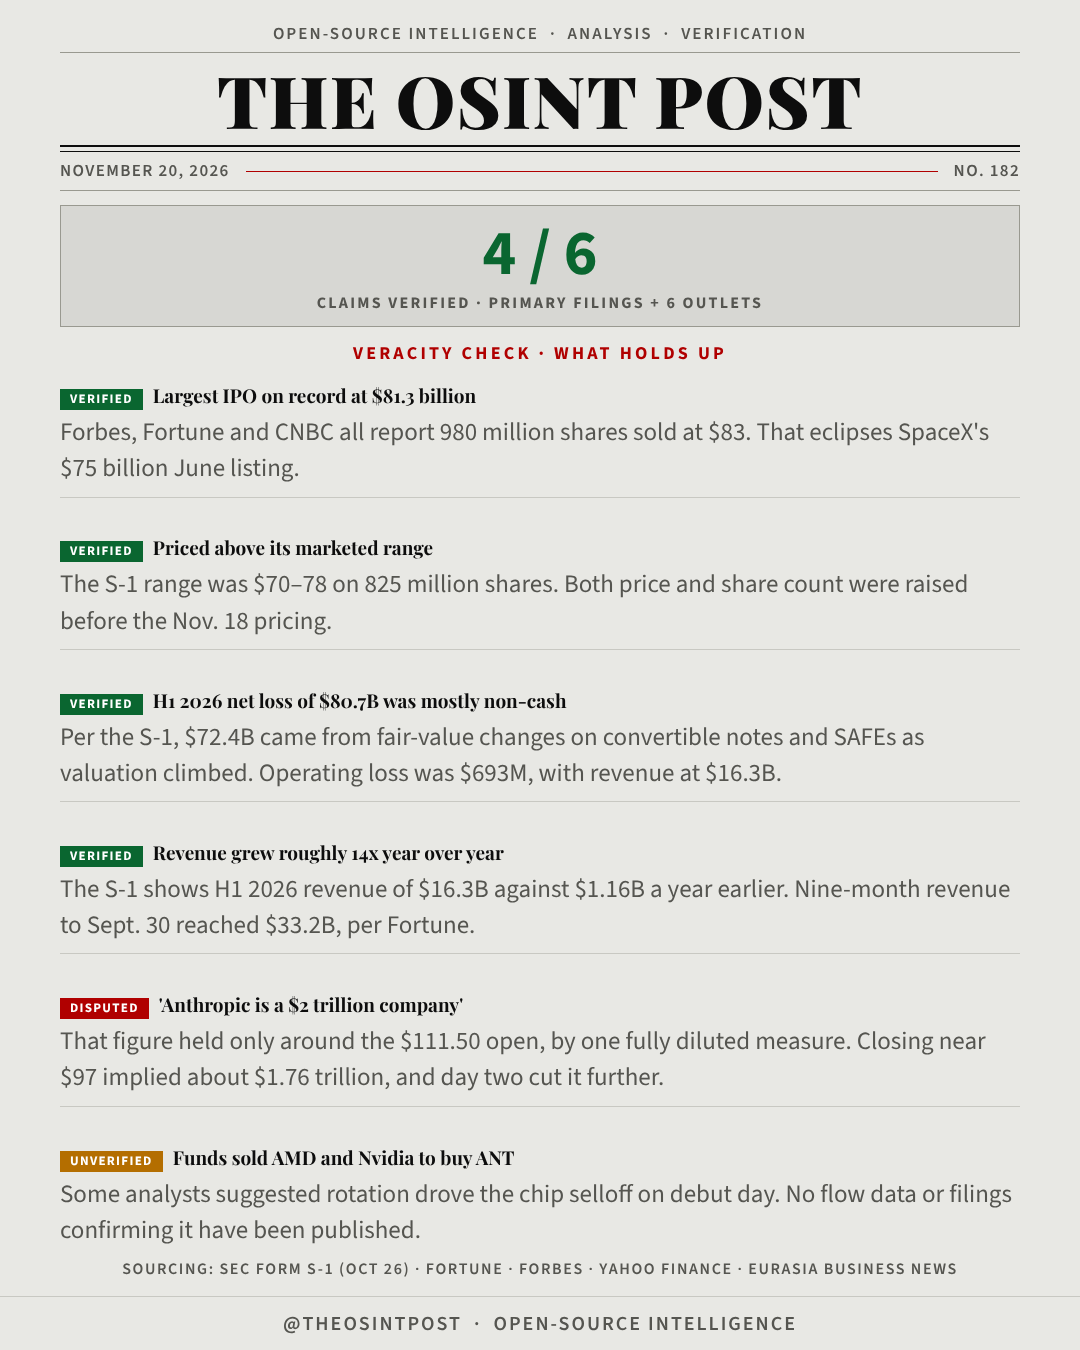 OPEN-SOURCE INTELLIGENCE · ANALYSIS · VERIFICATION
THE OSINT POST
NOVEMBER 20, 2026 NO. 182
4 / 6
CLAIMS VERIFIED · PRIMARY FILINGS + 6 OUTLETS
VERACITY CHECK · WHAT HOLDS UP
VERIFIED Largest IPO on record at $81.3 billion
Forbes, Fortune and CNBC all report 980 million shares sold at $83. That eclipses SpaceX's
$75 billion June listing.
VERIFIED Priced above its marketed range
The S-1 range was $70–78 on 825 million shares. Both price and share count were raised
before the Nov. 18 pricing.
VERIFIED H1 2026 net loss of $80.7B was mostly non-cash
Per the S-1, $72.4B came from fair-value changes on convertible notes and SAFEs as
valuation climbed. Operating loss was $693M, with revenue at $16.3B.
VERIFIED Revenue grew roughly 14x year over year
The S-1 shows H1 2026 revenue of $16.3B against $1.16B a year earlier. Nine-month revenue
to Sept. 30 reached $33.2B, per Fortune.
DISPUTED 'Anthropic is a $2 trillion company'
That figure held only around the $111.50 open, by one fully diluted measure. Closing near
$97 implied about $1.76 trillion, and day two cut it further.
UNVERIFIED Funds sold AMD and Nvidia to buy ANT
Some analysts suggested rotation drove the chip selloff on debut day. No flow data or filings
confirming it have been published.
SOURCING: SEC FORM S-1 (OCT 26) · FORTUNE · FORBES · YAHOO FINANCE · EURASIA BUSINESS NEWS
@THEOSINTPOST · OPEN-SOURCE INTELLIGENCE